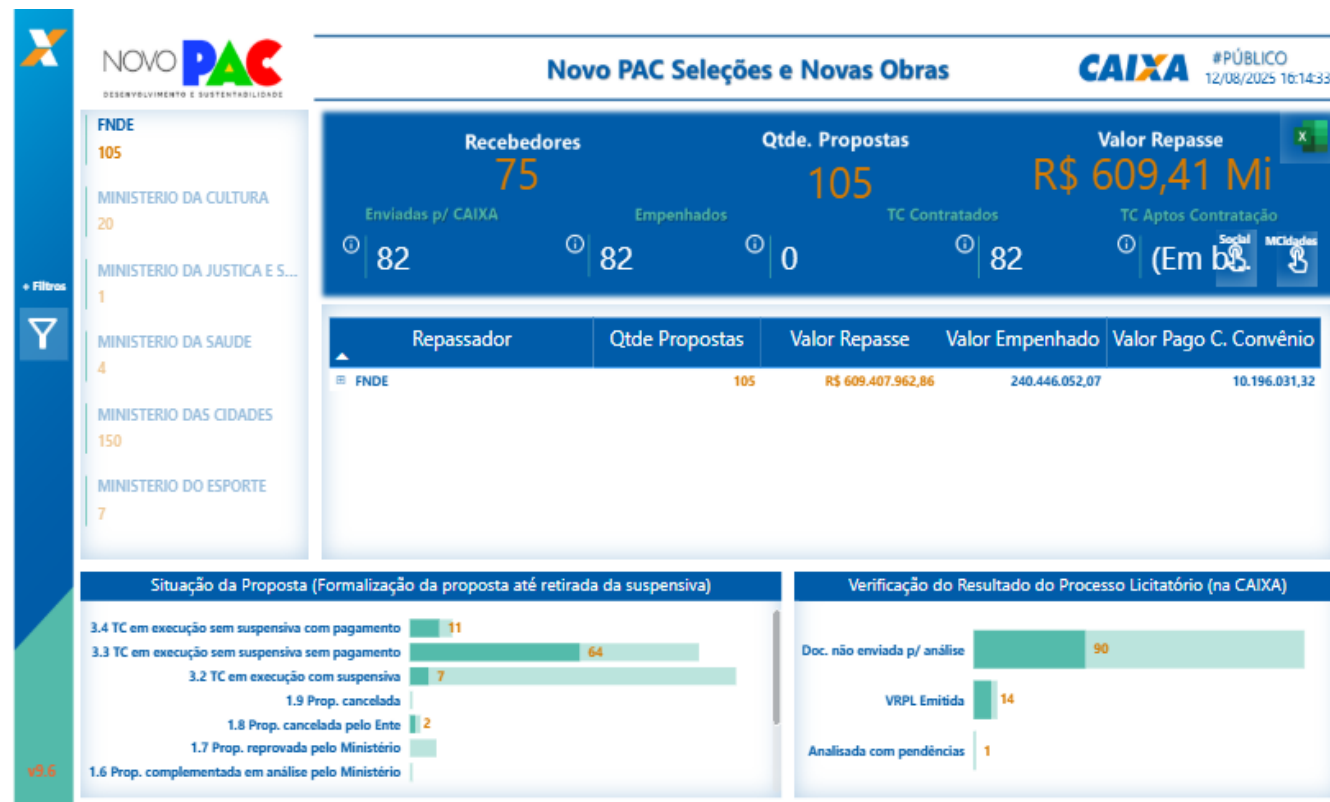 NOVO PAC
DESENVOLVIMENTO E SUSTENTABILIDADE
Novo PAC Seleções e Novas Obras
CAIXA
#PÚBLICO
12/08/2025 16:14:33
+ Filtros
v9.6
FNDE
105
MINISTERIO DA CULTURA
20
MINISTERIO DA JUSTICA E S...
1
MINISTERIO DA SAUDE
4
MINISTERIO DAS CIDADES
150
MINISTERIO DO ESPORTE
7
Recebedores
75
Qtde. Propostas
105
Valor Repasse
R$ 609,41 Mi
X
Enviadas p/ CAIXA
82
Empenhados
82
TC Contratados
0
TC Aptos Contratação
82
(Em b...
Social
MCidades
Repassador Qtde Propostas Valor Repasse Valor Empenhado Valor Pago C. Convênio
FNDE 105 R$ 609.407.962,86 240.446.052,07 10.196.031,32
Situação da Proposta (Formalização da proposta até retirada da suspensiva)
3.4 TC em execução sem suspensiva com pagamento 11
3.3 TC em execução sem suspensiva sem pagamento 64
3.2 TC em execução com suspensiva 7
1.9 Prop. cancelada
1.8 Prop. cancelada pelo Ente 2
1.7 Prop. reprovada pelo Ministério
1.6 Prop. complementada em análise pelo Ministério
Verificação do Resultado do Processo Licitatório (na CAIXA)
Doc. não enviada p/ análise 90
VRPL Emitida 14
Analisada com pendências 1